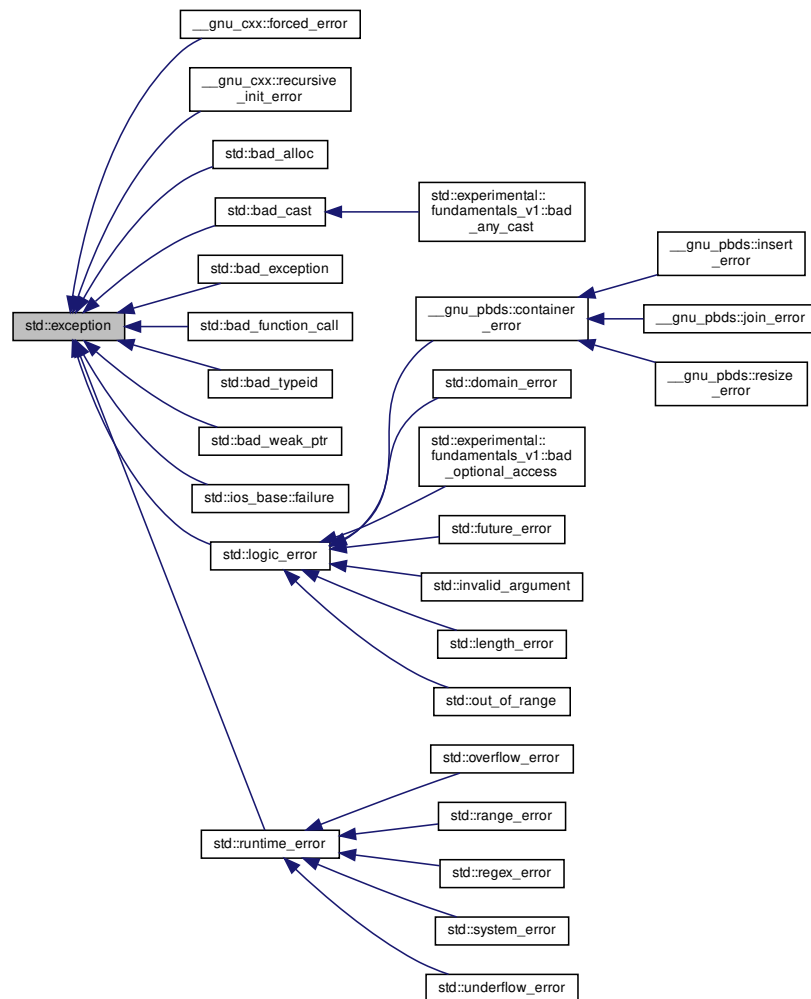 __gnu_cxx::forced_error
__gnu_cxx::recursive
_init_error
std::bad_alloc
std::bad_cast
std::experimental::
fundamentals_v1::bad
_any_cast
std::bad_exception
std::exception
std::bad_function_call
std::bad_typeid
std::bad_weak_ptr
std::ios_base::failure
std::logic_error
__gnu_pbds::container
_error
__gnu_pbds::insert
_error
__gnu_pbds::join_error
__gnu_pbds::resize
_error
std::domain_error
std::experimental::
fundamentals_v1::bad
_optional_access
std::future_error
std::invalid_argument
std::length_error
std::out_of_range
std::runtime_error
std::overflow_error
std::range_error
std::regex_error
std::system_error
std::underflow_error